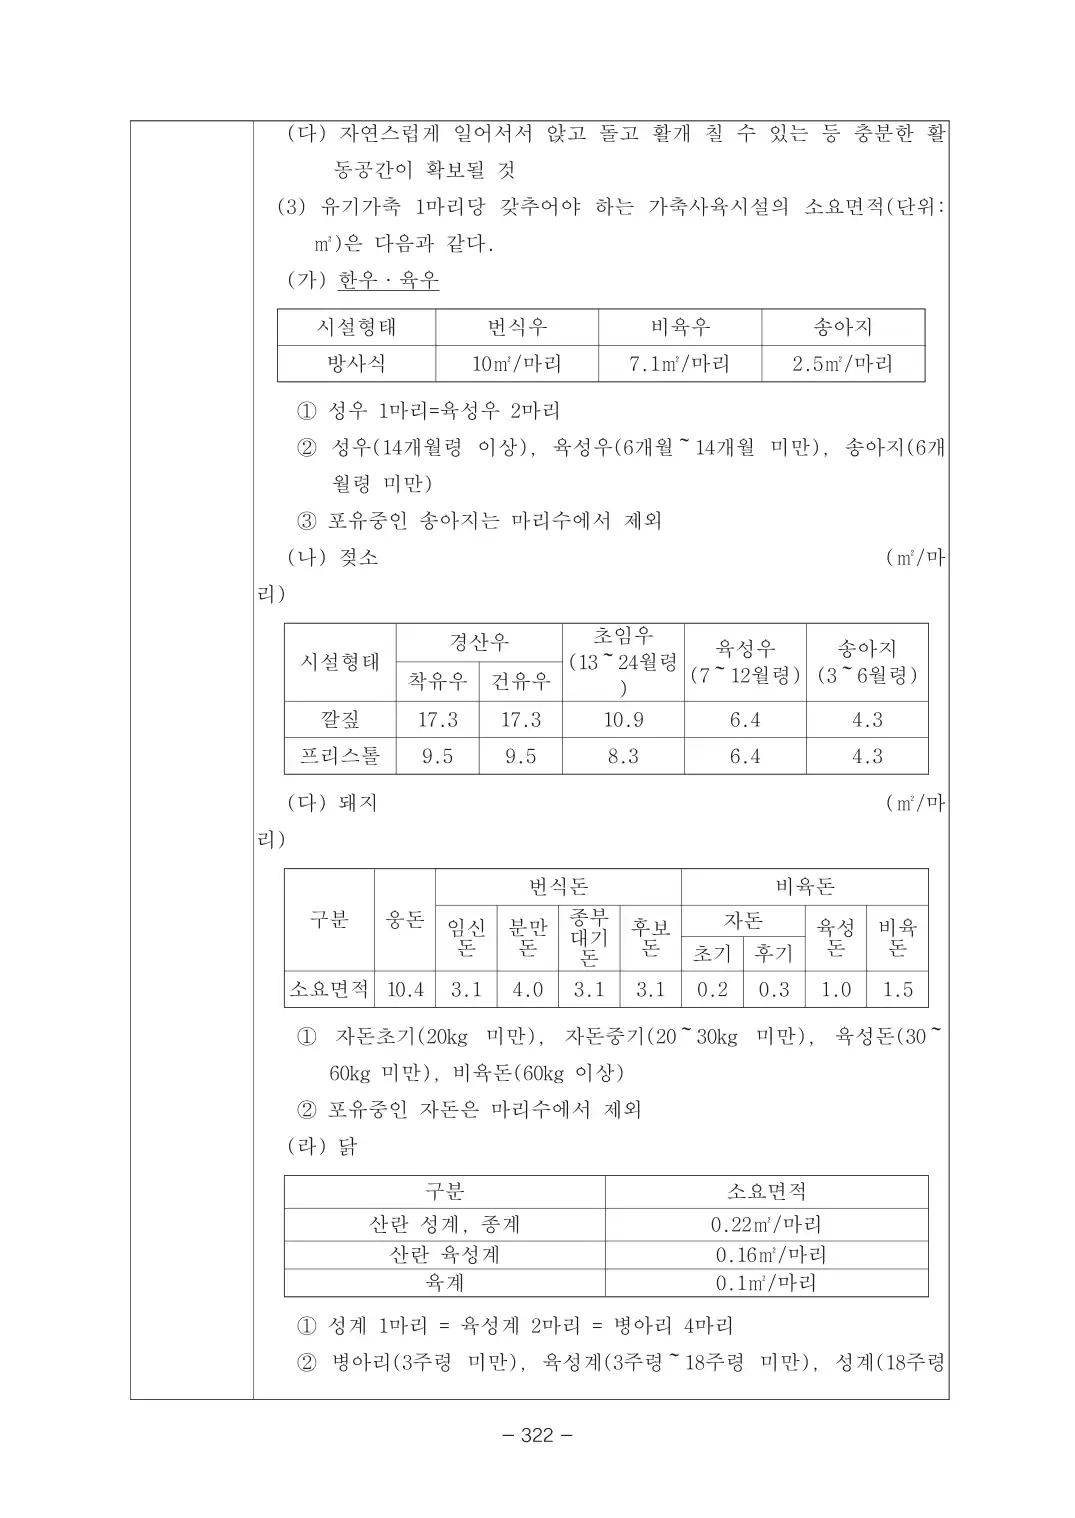 (다) 자연스럽게 일어서서 앉고 돌고 활개 칠 수 있는 등 충분한 활
동공간이 확보될 것
(3) 유기가축 1마리당 갖추어야 하는 가축사육시설의 소요면적(단위:
㎡)은 다음과 같다.
(가) 한우·육우
시설형태 번식우 비육우 송아지
방사식 10㎡/마리 7.1㎡/마리 2.5㎡/마리
① 성우 1마리=육성우 2마리
② 성우(14개월령 이상), 육성우(6개월~14개월 미만), 송아지(6개
월령 미만)
③ 포유중인 송아지는 마리수에서 제외
(나) 젖소 (㎡/마
리)
시설형태 경산우 초임우 (13~24월령) 육성우 (7~12월령) 송아지 (3~6월령)
착유우 건유우
깔짚 17.3 17.3 10.9 6.4 4.3
프리스톨 9.5 9.5 8.3 6.4 4.3
(다) 돼지 (㎡/마
리)
구분 웅돈 번식돈 비육돈
임신돈 분만돈 종부대기돈 후보돈 자돈 육성돈 비육돈
초기 후기
소요면적 10.4 3.1 4.0 3.1 3.1 0.2 0.3 1.0 1.5
① 자돈초기(20kg 미만), 자돈중기(20~30kg 미만), 육성돈(30~
60kg 미만), 비육돈(60kg 이상)
② 포유중인 자돈은 마리수에서 제외
(라) 닭
구분 소요면적
산란 성계, 종계 0.22㎡/마리
산란 육성계 0.16㎡/마리
육계 0.1㎡/마리
① 성계 1마리 = 육성계 2마리 = 병아리 4마리
② 병아리(3주령 미만), 육성계(3주령~18주령 미만), 성계(18주령
- 322 -